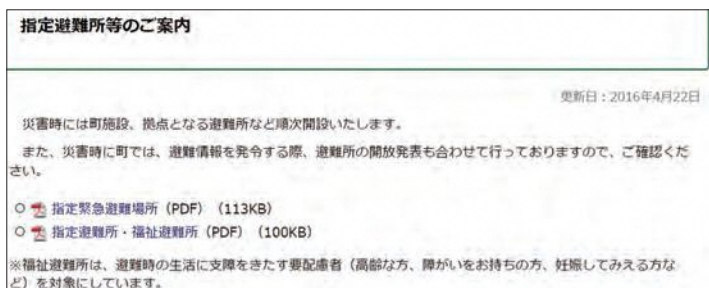 指定避難所等のご案内
更新日：2016年4月22日
災害時には町施設、拠点となる避難所など順次開設いたします。
また、災害時に町では、避難情報を発令する際、避難所の開放発表も合わせて行っておりますので、ご確認くだ
さい。
指定緊急避難場所（PDF）（113KB）
指定避難所・福祉避難所（PDF）（100KB）
※福祉避難所は、避難時の生活に支障をきたす要配慮者（高齢な方、障がいをお持ちの方、妊娠してみえる方な
ど）を対象にしています。